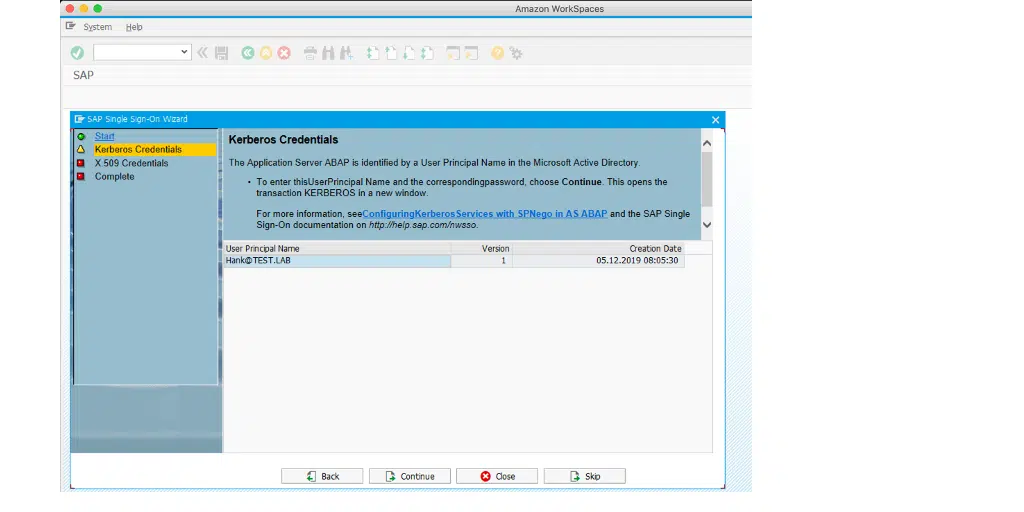 Amazon WorkSpaces
System Help
SAP
SAP Single Sign-On Wizard
Start
Kerberos Credentials
X.509 Credentials
Complete
Kerberos Credentials
The Application Server ABAP is identified by a User Principal Name in the Microsoft Active Directory.
• To enter thisUserPrincipal Name and the correspondingpassword, choose Continue. This opens the
transaction KERBEROS in a new window.
For more information, seeConfiguringKerberosServices with SPNego in AS ABAP and the SAP Single
Sign-On documentation on http://help.sap.com/nwsso.
User Principal Name Version Creation Date
Hank@TEST.LAB 1 05.12.2019 08:05:30
Back Continue Close Skip